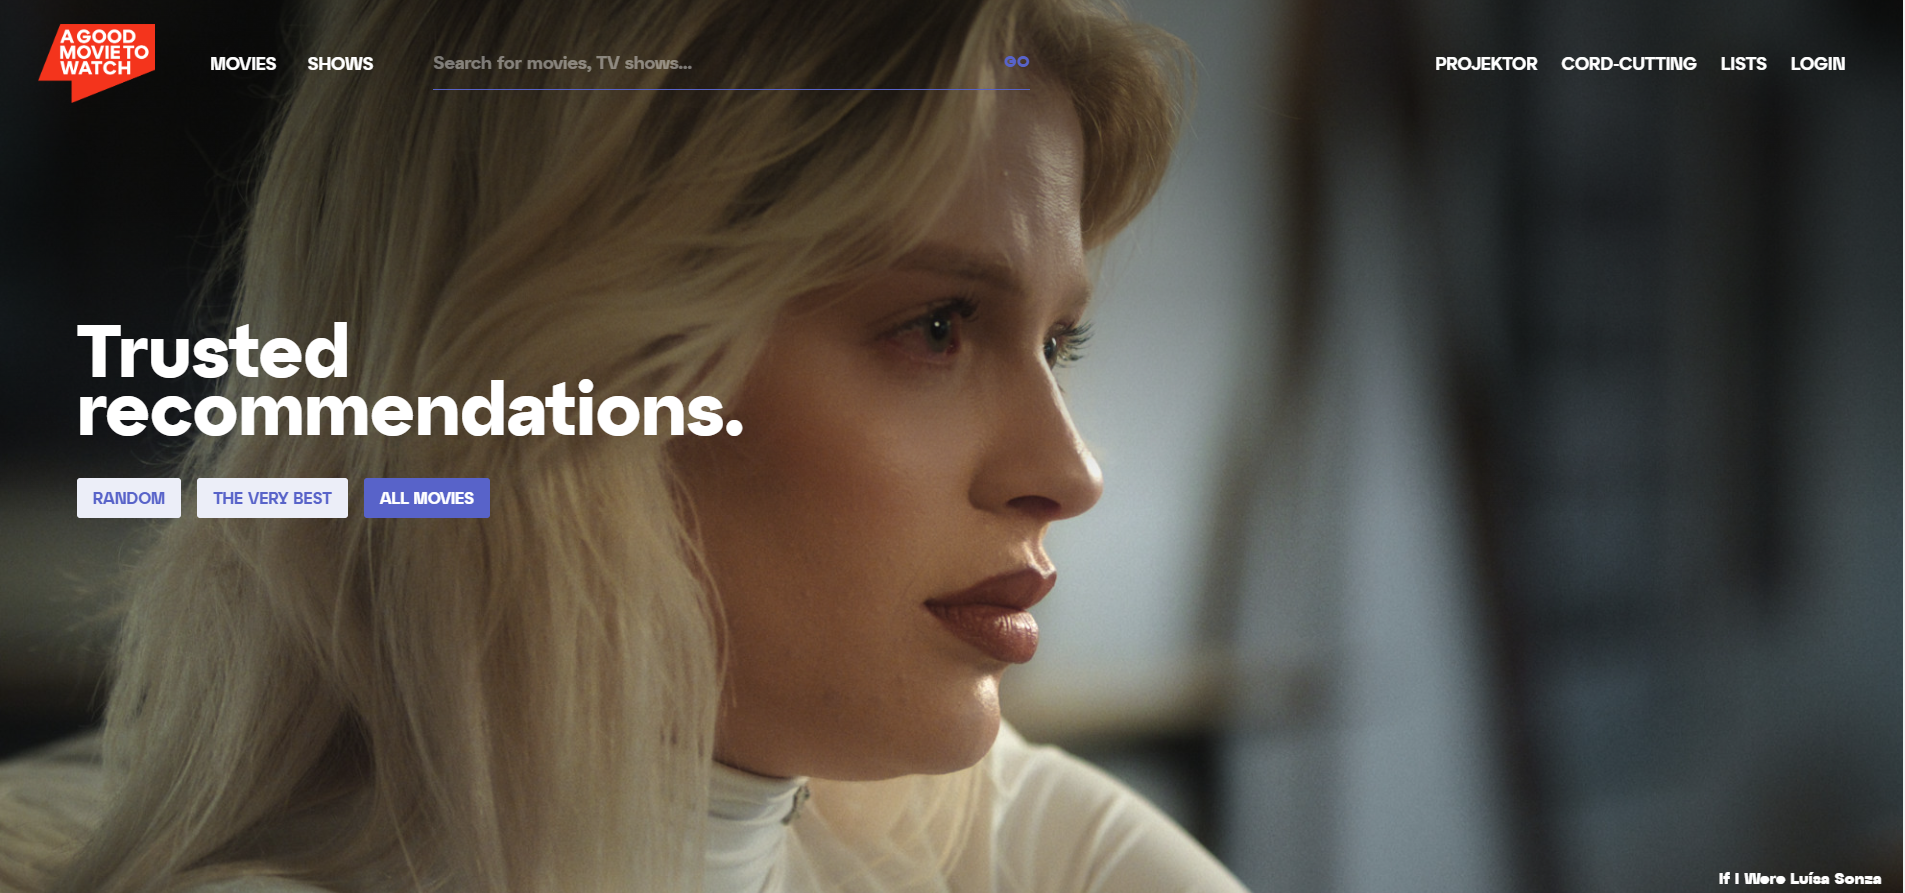 A GOOD
MOVIE TO
WATCH
MOVIES
SHOWS
Search for movies, TV shows...
GO
PROJEKTOR
CORD-CUTTING
LISTS
LOGIN
Trusted
recommendations.
RANDOM
THE VERY BEST
ALL MOVIES
If I Were Luísa Sonza